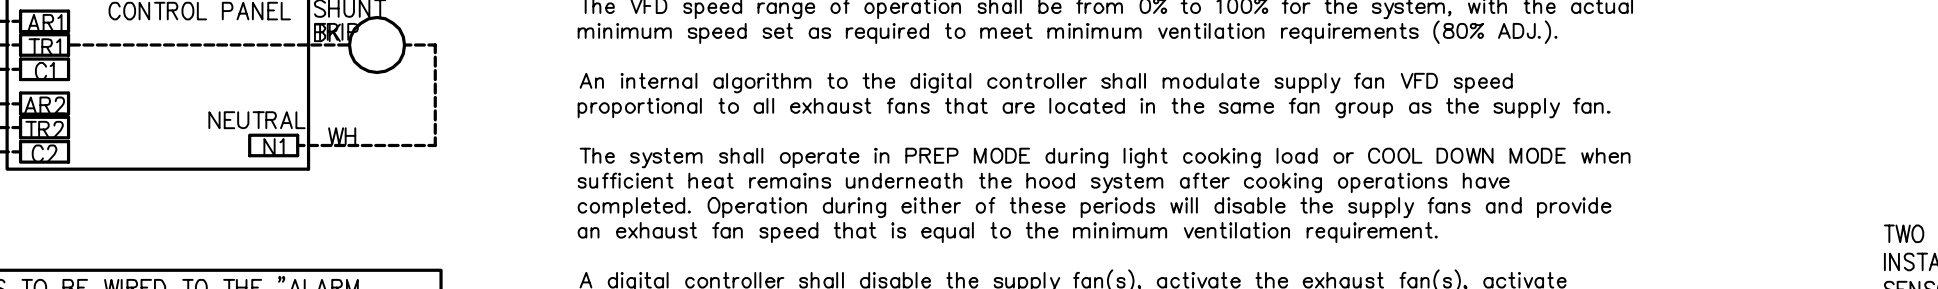 CONTROL PANEL
SHUNT
TRIP
AR1
TR1
C1
AR2
TR2
C2
NEUTRAL
N1
WH
S TO BE WIRED TO THE "ALARM
The VFD speed range of operation shall be from 0% to 100% for the system, with the actual
minimum speed set as required to meet minimum ventilation requirements (80% ADJ.).
An internal algorithm to the digital controller shall modulate supply fan VFD speed
proportional to all exhaust fans that are located in the same fan group as the supply fan.
The system shall operate in PREP MODE during light cooking load or COOL DOWN MODE when
sufficient heat remains underneath the hood system after cooking operations have
completed. Operation during either of these periods will disable the supply fans and provide
an exhaust fan speed that is equal to the minimum ventilation requirement.
A digital controller shall disable the supply fan(s), activate the exhaust fan(s), activate
TWO
INSTA
SENS